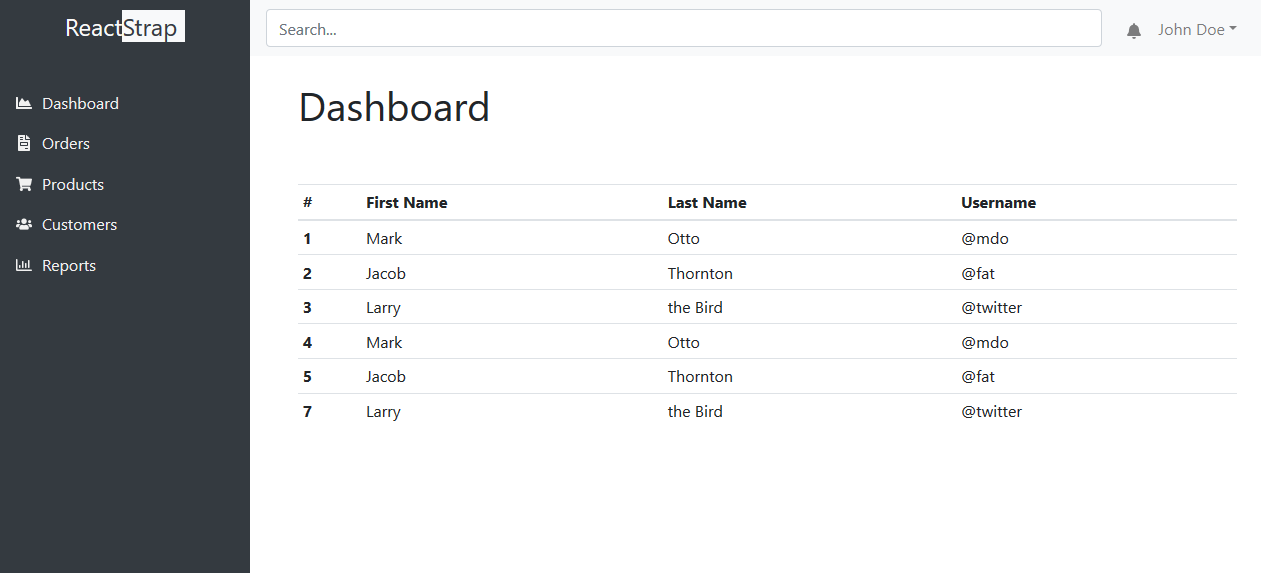 ReactStrap
Search...
John Doe
Dashboard
Orders
Products
Customers
Reports
Dashboard
# First Name Last Name Username
1 Mark Otto @mdo
2 Jacob Thornton @fat
3 Larry the Bird @twitter
4 Mark Otto @mdo
5 Jacob Thornton @fat
7 Larry the Bird @twitter